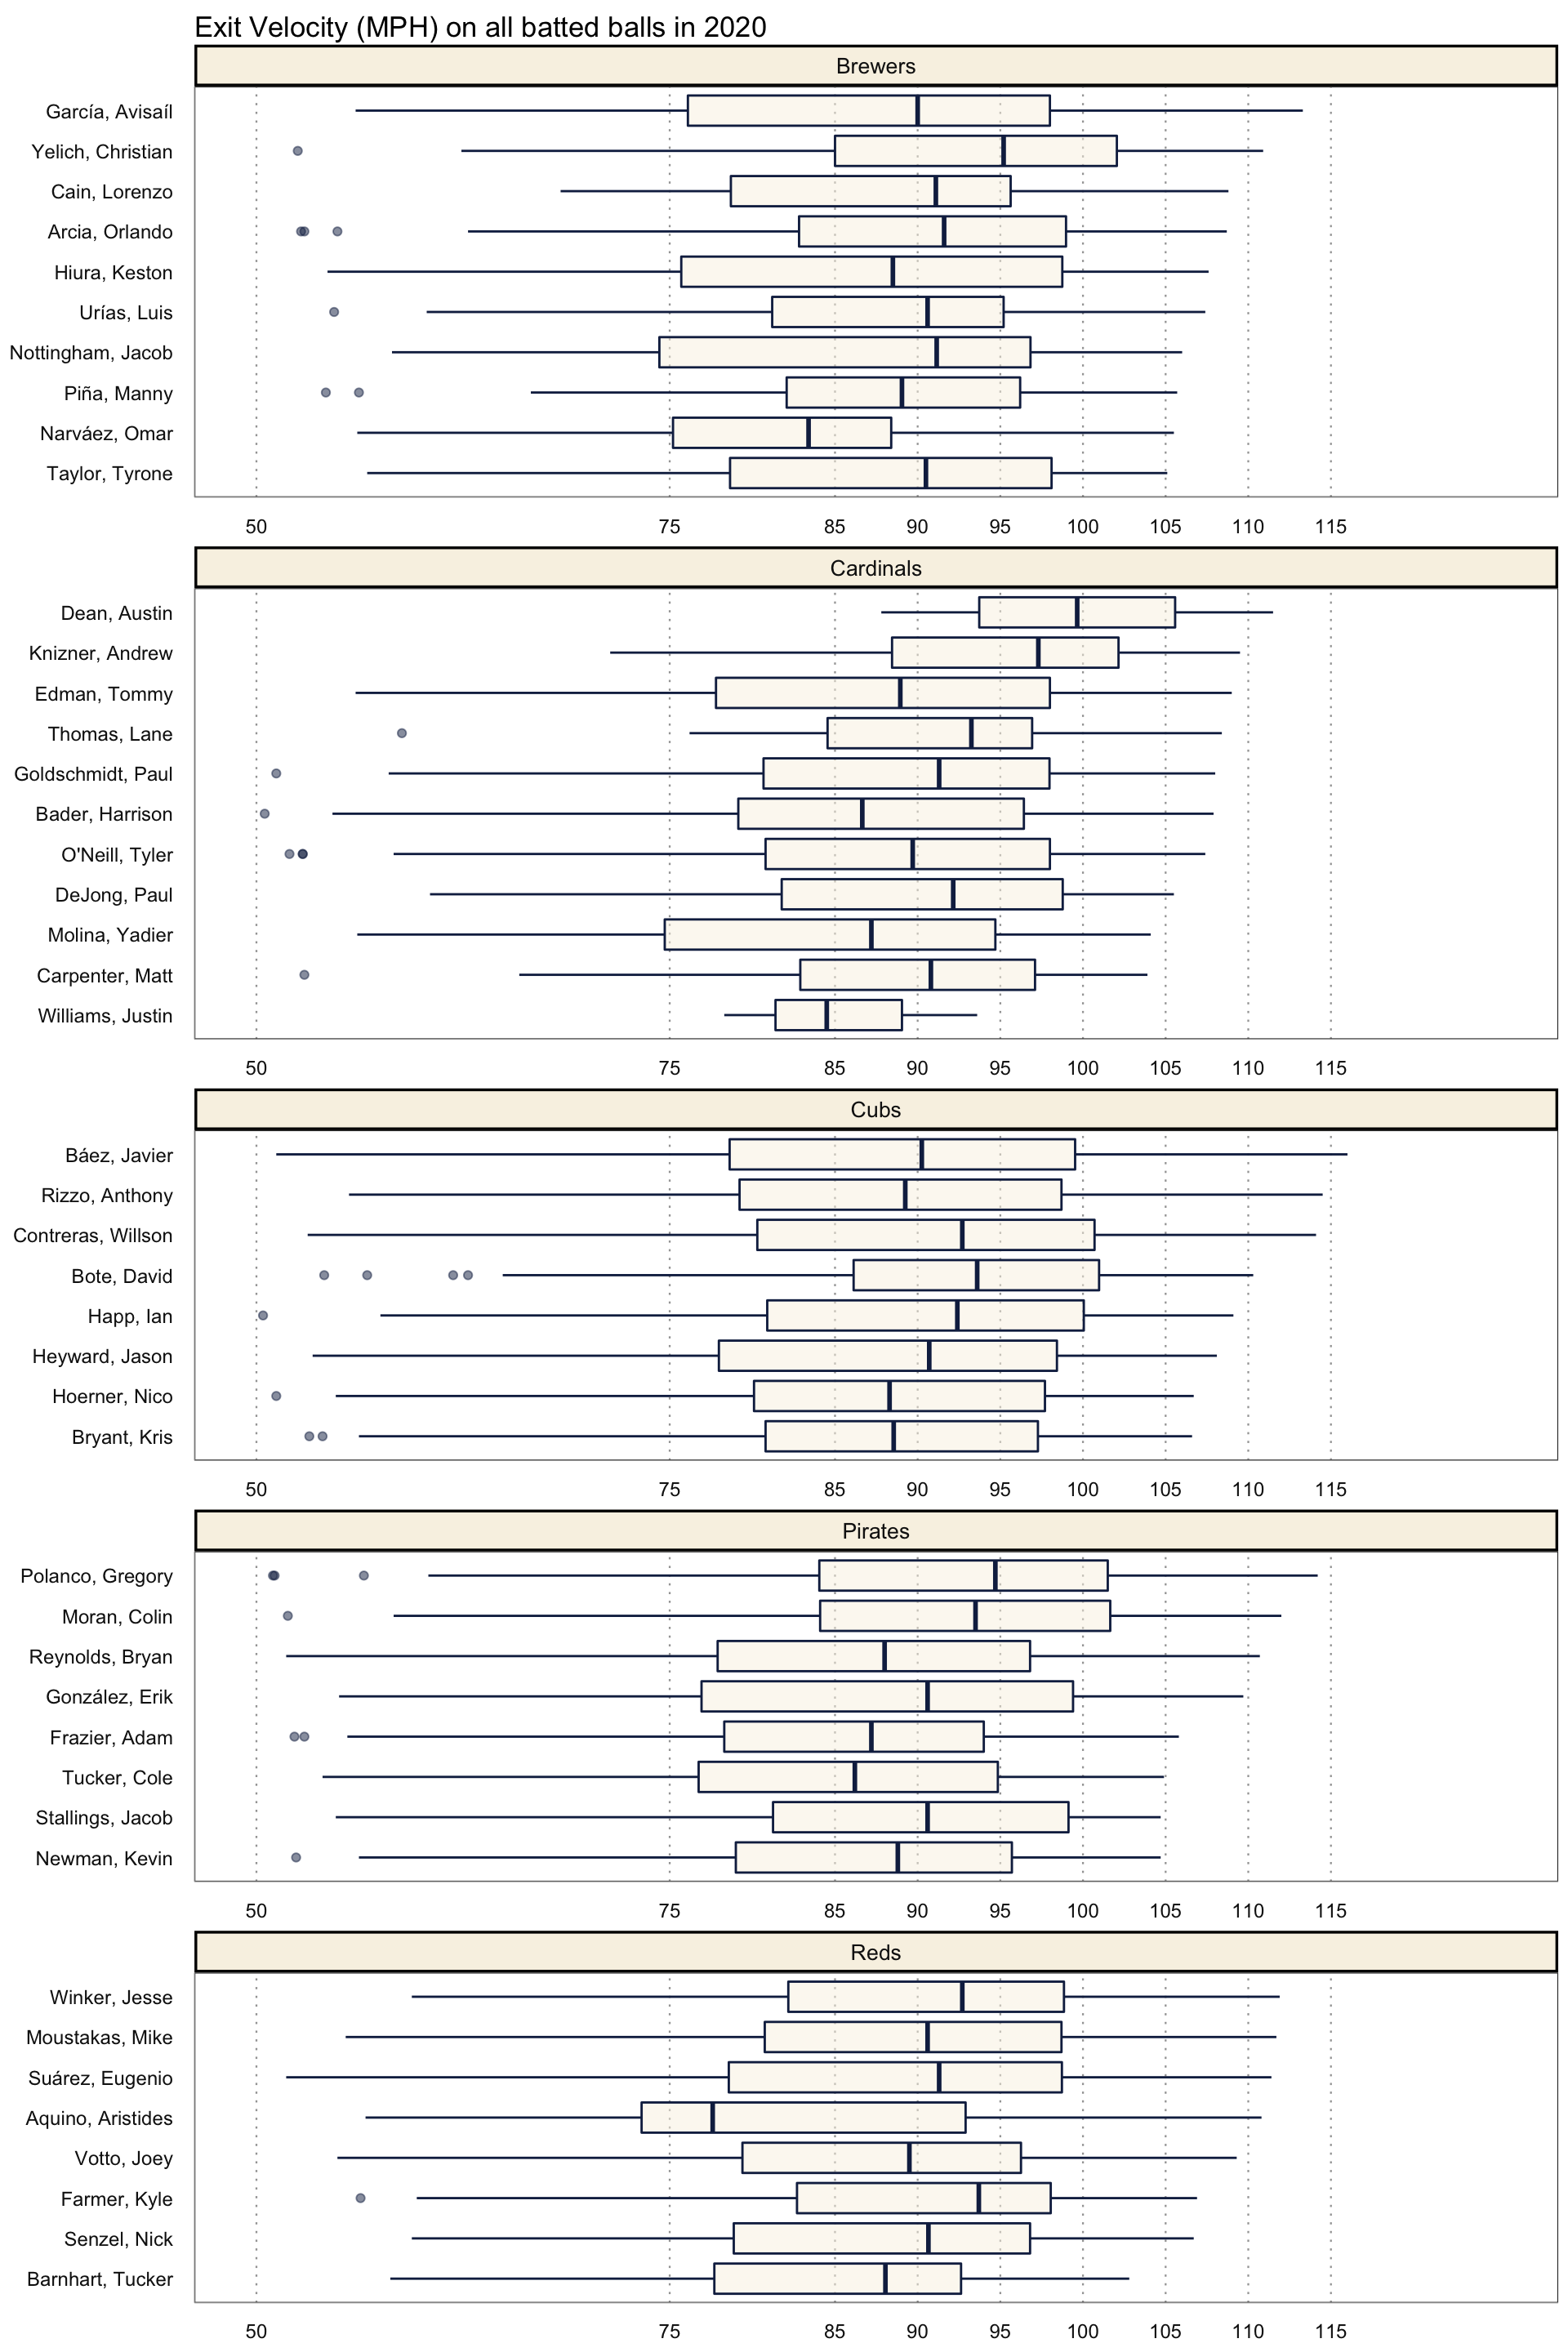 Exit Velocity (MPH) on all batted balls in 2020
Brewers
García, Avisaíl
Yelich, Christian
Cain, Lorenzo
Arcia, Orlando
Hiura, Keston
Urías, Luis
Nottingham, Jacob
Piña, Manny
Narváez, Omar
Taylor, Tyrone
50 75 85 90 95 100 105 110 115
Cardinals
Dean, Austin
Knizner, Andrew
Edman, Tommy
Thomas, Lane
Goldschmidt, Paul
Bader, Harrison
O'Neill, Tyler
DeJong, Paul
Molina, Yadier
Carpenter, Matt
Williams, Justin
50 75 85 90 95 100 105 110 115
Cubs
Báez, Javier
Rizzo, Anthony
Contreras, Willson
Bote, David
Happ, Ian
Heyward, Jason
Hoerner, Nico
Bryant, Kris
50 75 85 90 95 100 105 110 115
Pirates
Polanco, Gregory
Moran, Colin
Reynolds, Bryan
González, Erik
Frazier, Adam
Tucker, Cole
Stallings, Jacob
Newman, Kevin
50 75 85 90 95 100 105 110 115
Reds
Winker, Jesse
Moustakas, Mike
Suárez, Eugenio
Aquino, Aristides
Votto, Joey
Farmer, Kyle
Senzel, Nick
Barnhart, Tucker
50 75 85 90 95 100 105 110 115